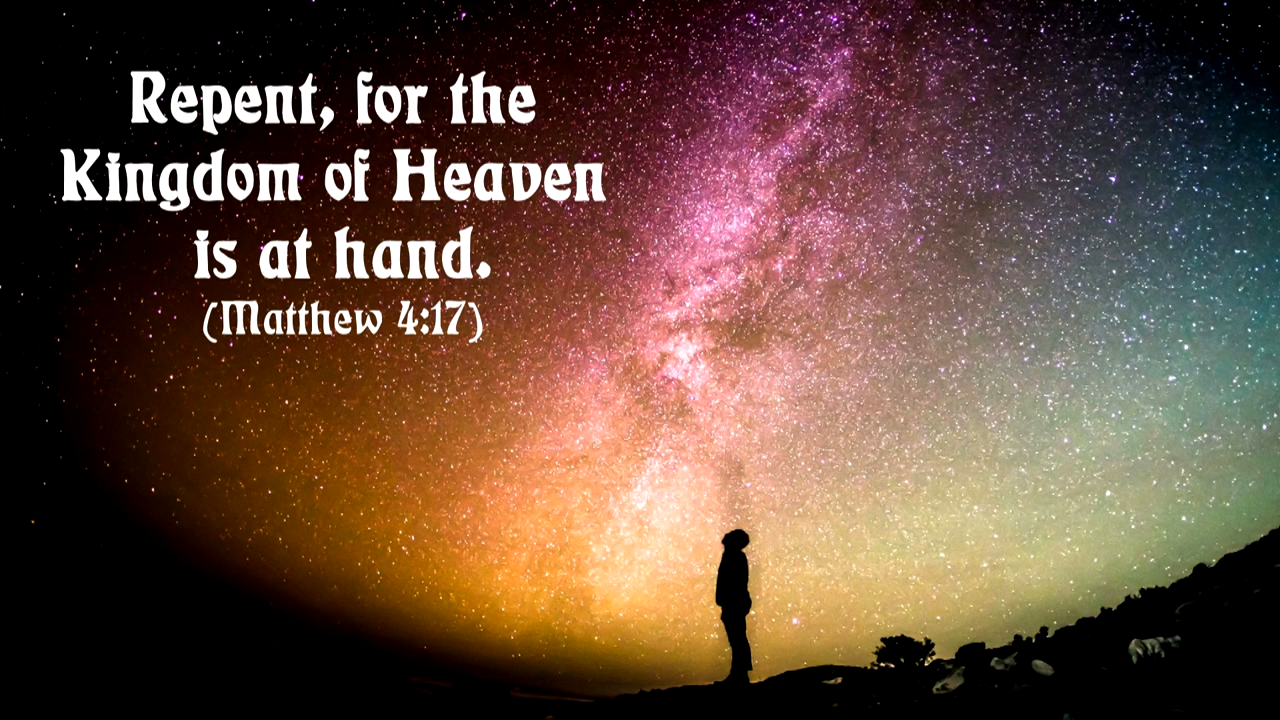 Repent, for the
Kingdom of Heaven
is at hand.
(Matthew 4:17)